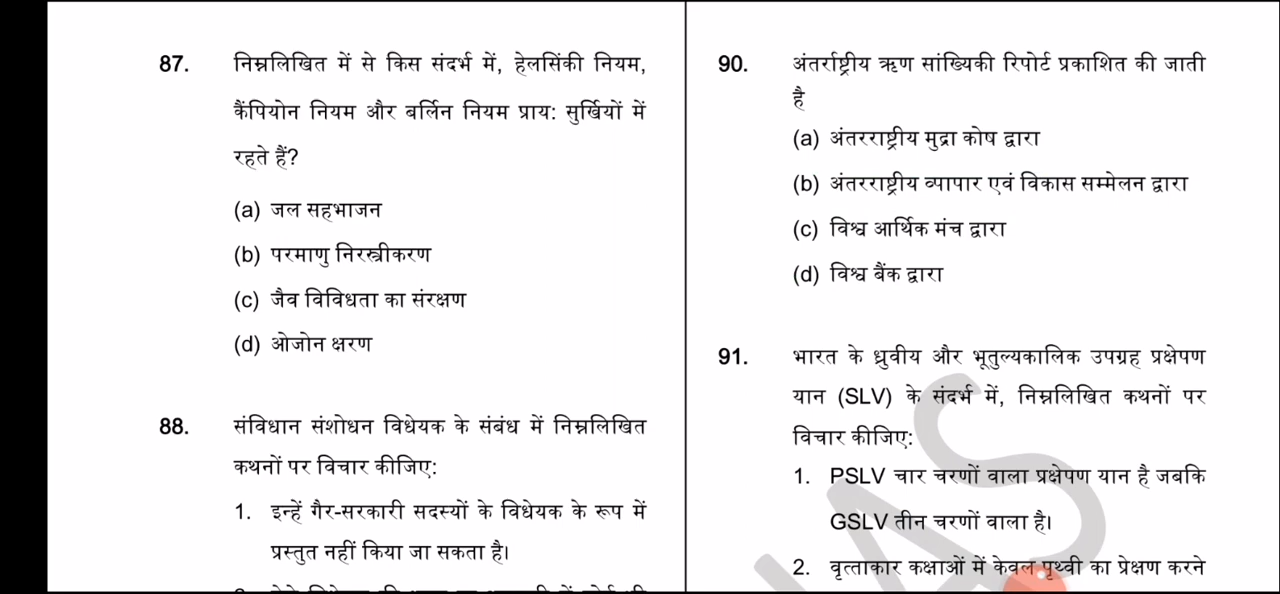 87. निम्नलिखित में से किस संदर्भ में, हेलसिंकी नियम,
कैंपियोन नियम और बर्लिन नियम प्राय: सुर्खियों में
रहते हैं?
(a) जल सहभाजन
(b) परमाणु निरस्त्रीकरण
(c) जैव विविधता का संरक्षण
(d) ओजोन क्षरण
88. संविधान संशोधन विधेयक के संबंध में निम्नलिखित
कथनों पर विचार कीजिए:
1. इन्हें गैर-सरकारी सदस्यों के विधेयक के रूप में
प्रस्तुत नहीं किया जा सकता है।
90. अंतर्राष्ट्रीय ऋण सांख्यिकी रिपोर्ट प्रकाशित की जाती
है
(a) अंतरराष्ट्रीय मुद्रा कोष द्वारा
(b) अंतरराष्ट्रीय व्यापार एवं विकास सम्मेलन द्वारा
(c) विश्व आर्थिक मंच द्वारा
(d) विश्व बैंक द्वारा
91. भारत के ध्रुवीय और भूतुल्यकालिक उपग्रह प्रक्षेपण
यान (SLV) के संदर्भ में, निम्नलिखित कथनों पर
विचार कीजिए:
1. PSLV चार चरणों वाला प्रक्षेपण यान है जबकि
GSLV तीन चरणों वाला है।
2. वृत्ताकार कक्षाओं में केवल पृथ्वी का प्रेक्षण करने
IAS